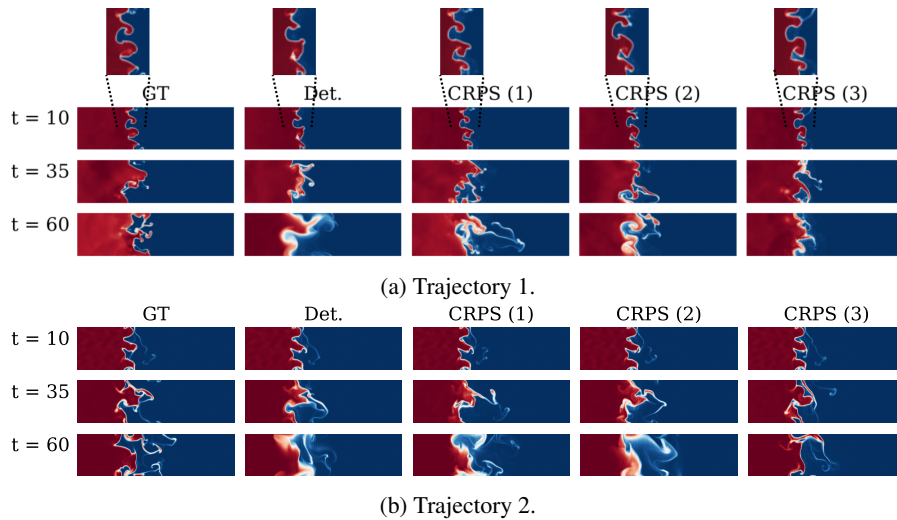 GT Det. CRPS (1) CRPS (2) CRPS (3)
t = 10
t = 35
t = 60
(a) Trajectory 1.
GT Det. CRPS (1) CRPS (2) CRPS (3)
t = 10
t = 35
t = 60
(b) Trajectory 2.